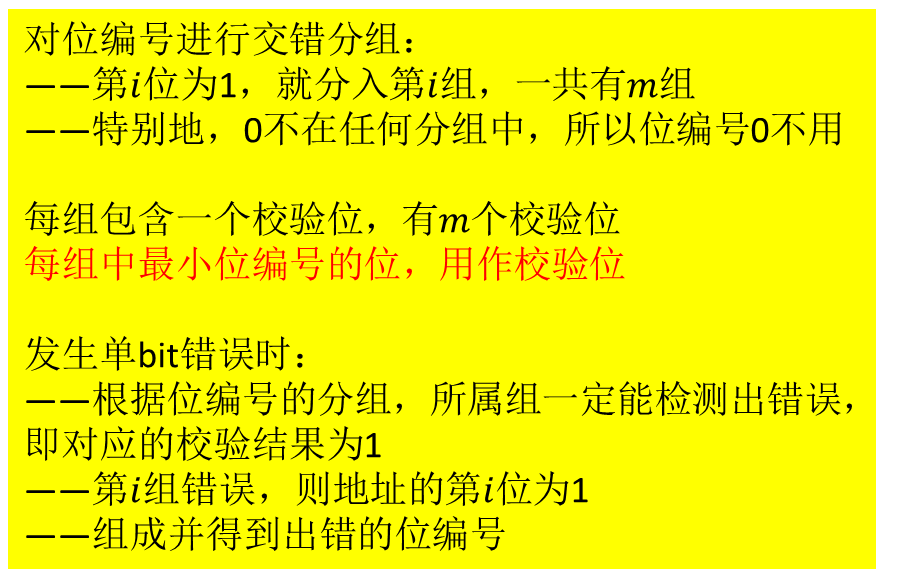 对位编号进行交错分组：
——第i位为1，就分入第i组，一共有m组
——特别地，0不在任何分组中，所以位编号0不用
每组包含一个校验位，有m个校验位
每组中最小位编号的位，用作校验位
发生单bit错误时：
——根据位编号的分组，所属组一定能检测出错误，
即对应的校验结果为1
——第i组错误，则地址的第i位为1
——组成并得到出错的位编号